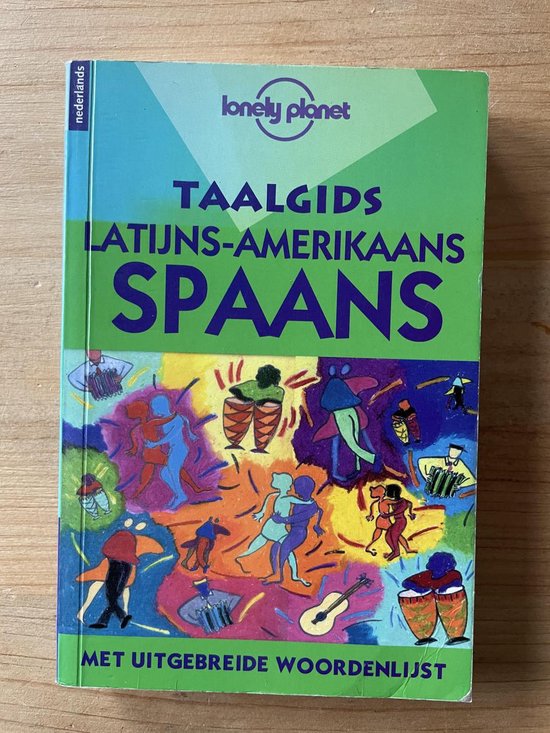 nederlands
lonely planet
TAALGIDS
LATIJNS-AMERIKAANS
SPAANS
MET UITGEBREIDE WOORDENLIJST